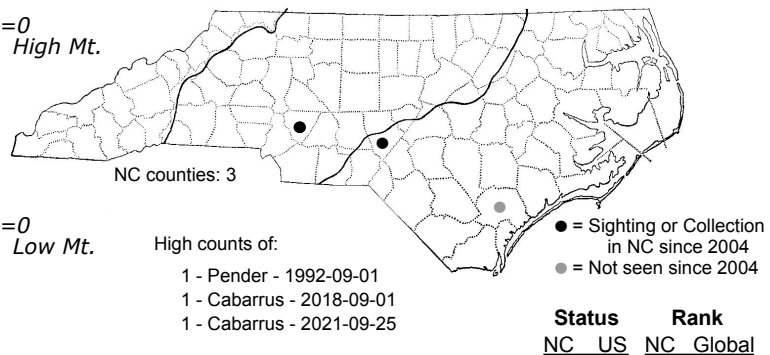 =0
High Mt.
NC counties: 3
=0
Low Mt.
High counts of:
1 - Pender - 1992-09-01
1 - Cabarrus - 2018-09-01
1 - Cabarrus - 2021-09-25
● = Sighting or Collection
in NC since 2004
● = Not seen since 2004
Status Rank
NC US NC Global